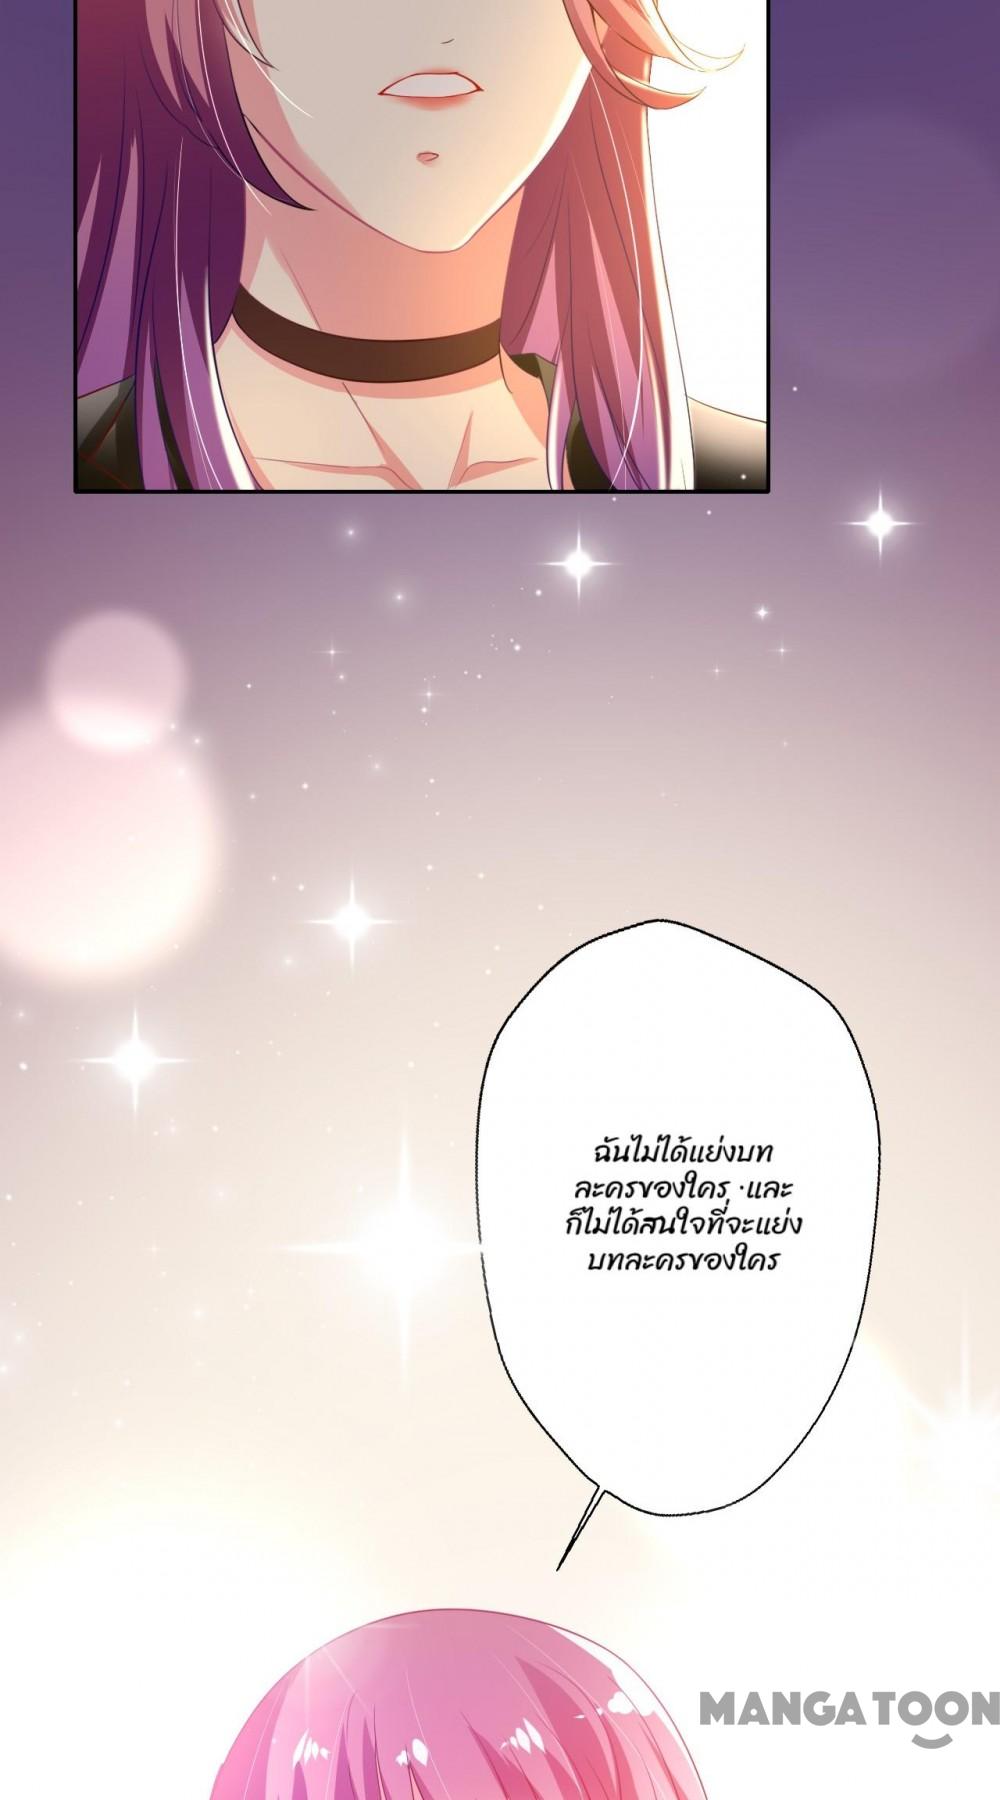 ฉันไม่ได้แย่งบท
ละครของใคร ·และ
ก็ไม่ได้สนใจที่จะแย่ง
บทละครของใคร
MANGATOON